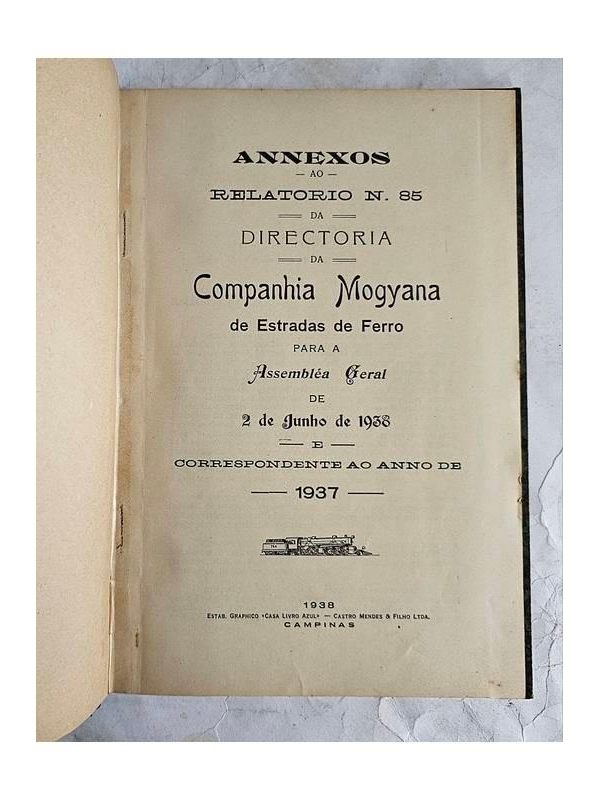 ANNEXOS
— AO —
RELATORIO N. 85
DA
DIRECTORIA
DA
Companhia Mogyana
de Estradas de Ferro
PARA A
Assembléa Geral
DE
2 de Junho de 1938
— E —
CORRESPONDENTE AO ANNO DE
— 1937 —
1938
ESTAB. GRAPHICO «CASA LIVRO AZUL» — CASTRO MENDES & FILHO LTDA.
CAMPINAS